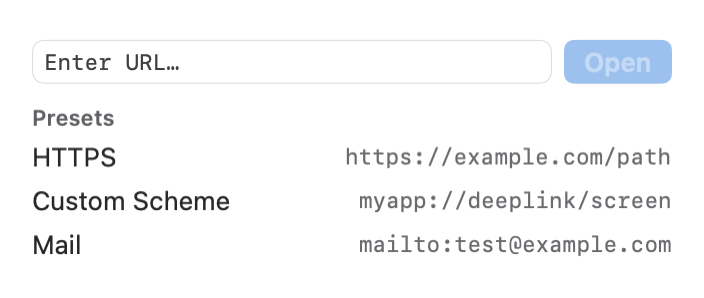 Enter URL… Open
Presets
HTTPS https://example.com/path
Custom Scheme myapp://deeplink/screen
Mail mailto:test@example.com